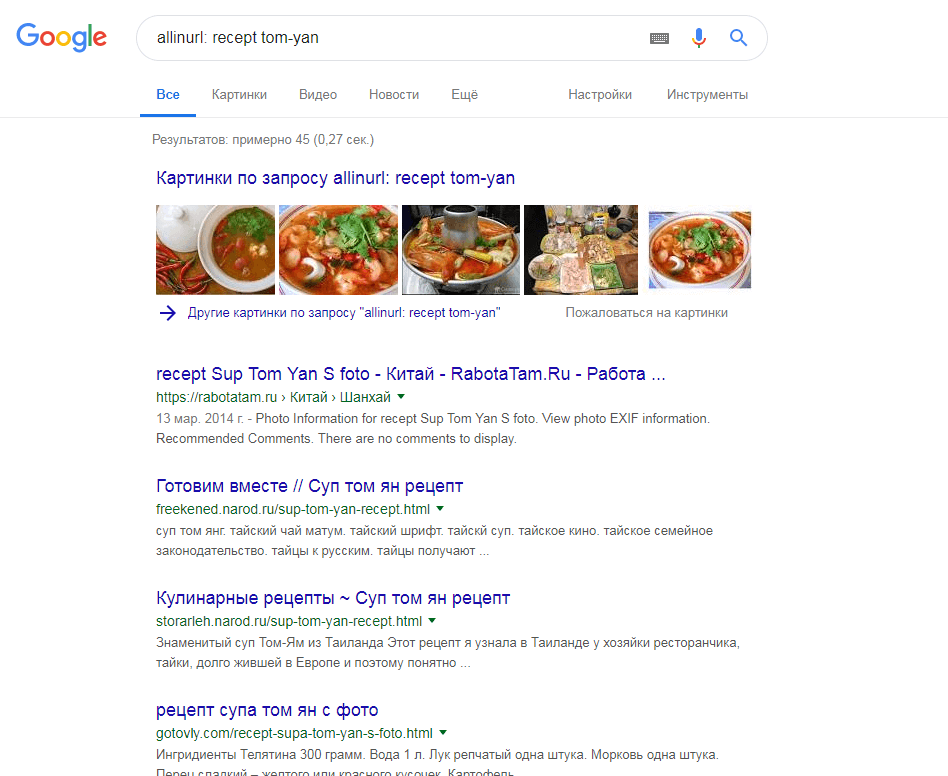 Google
allinurl: recept tom-yan
Все Картинки Видео Новости Ещё Настройки Инструменты
Результатов: примерно 45 (0,27 сек.)
Картинки по запросу allinurl: recept tom-yan
Другие картинки по запросу "allinurl: recept tom-yan" Пожаловаться на картинки
recept Sup Tom Yan S foto - Китай - RabotaTam.Ru - Работа ...
https://rabotatam.ru › Китай › Шанхай
13 мар. 2014 г. - Photo Information for recept Sup Tom Yan S foto. View photo EXIF information.
Recommended Comments. There are no comments to display.
Готовим вместе // Суп том ян рецепт
freekened.narod.ru/sup-tom-yan-recept.html
суп том янг. тайский чай матум. тайский шрифт. тайскй суп. тайское кино. тайское семейное
законодательство. тайцы к русским. тайцы получают ...
Кулинарные рецепты ~ Суп том ян рецепт
storarleh.narod.ru/sup-tom-yan-recept.html
Знаменитый суп Том-Ям из Таиланда Этот рецепт я узнала в Таиланде у хозяйки ресторанчика,
тайки, долго жившей в Европе и поэтому понятно ...
рецепт супа том ян с фото
gotovly.com/recept-supa-tom-yan-s-foto.html
Ингридиенты Телятина 300 грамм. Вода 1 л. Лук репчатый одна штука. Морковь одна штука.
Перец сладкий – желтого или красного кусочек. Картофель